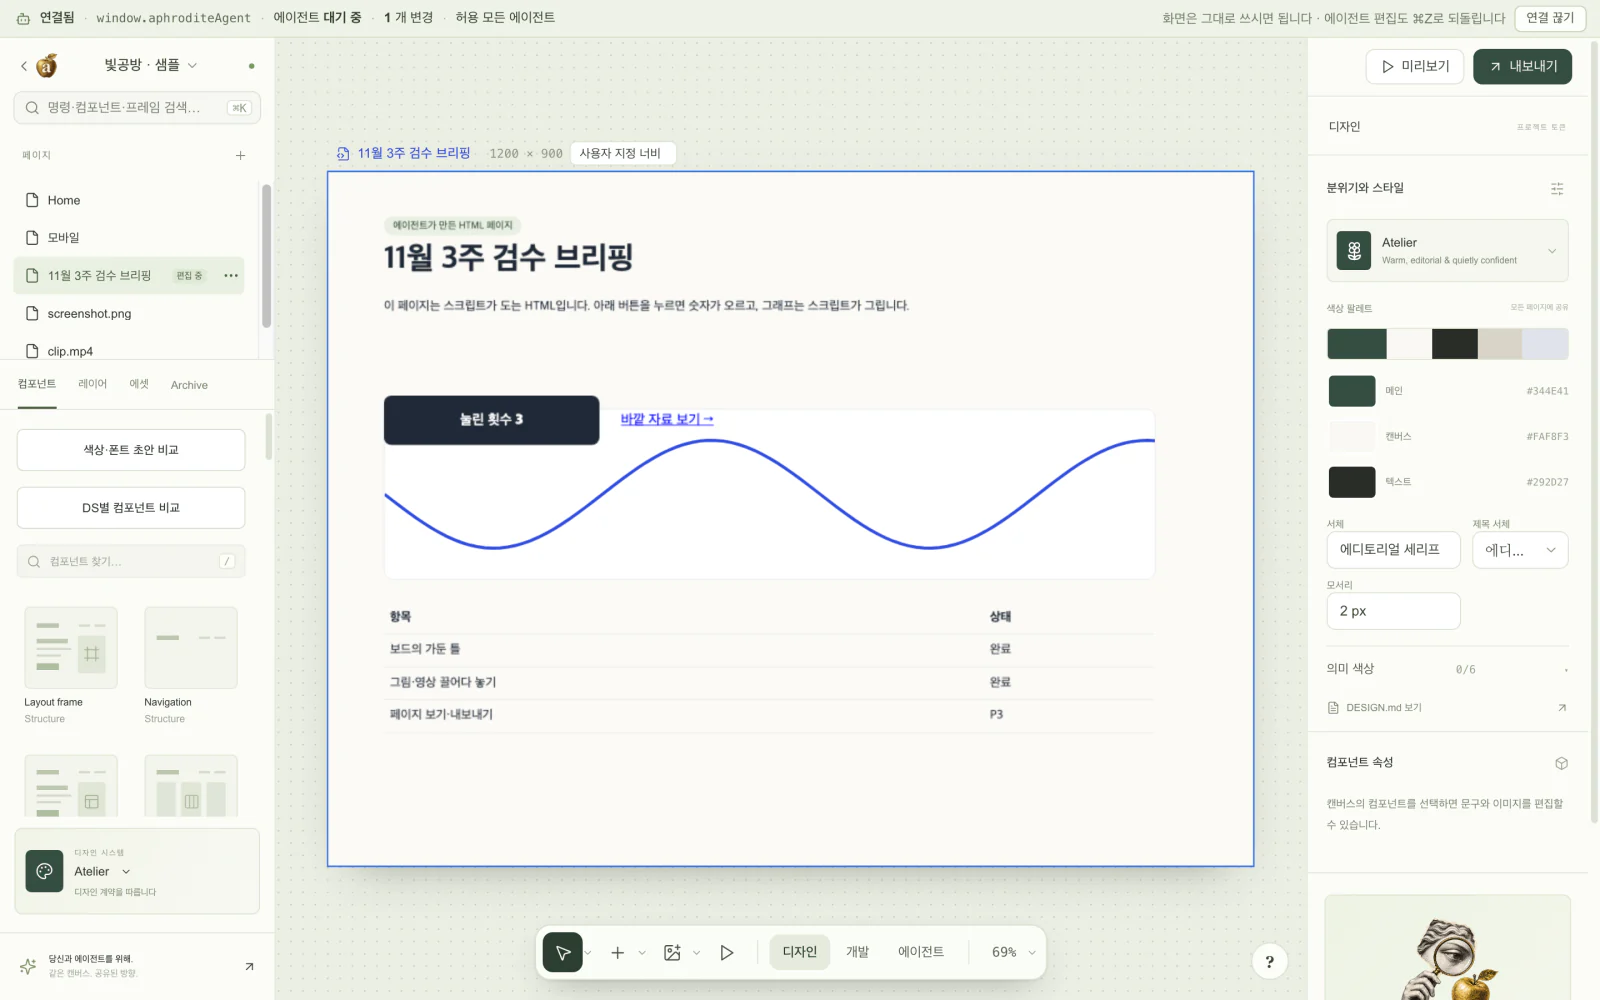 연결됨 · window.aphroditeAgent · 에이전트 대기 중 · 1 개 변경 · 허용 모든 에이전트
화면은 그대로 쓰시면 됩니다 · 에이전트 편집도 ⌘Z로 되돌립니다
연결 끊기
빛공방 · 샘플
명령·컴포넌트·프레임 검색...
⌘K
페이지
Home
모바일
11월 3주 검수 브리핑
편집 중
screenshot.png
clip.mp4
컴포넌트
레이어
에셋
Archive
색상·폰트 초안 비교
DS별 컴포넌트 비교
컴포넌트 찾기...
/
Layout frame
Structure
Navigation
Structure
디자인 시스템
Atelier
디자인 계약을 따릅니다
당신과 에이전트를 위해.
같은 캔버스. 공유된 방향.
11월 3주 검수 브리핑
1200 × 900
사용자 지정 너비
에이전트가 만든 HTML 페이지
11월 3주 검수 브리핑
이 페이지는 스크립트가 도는 HTML입니다. 아래 버튼을 누르면 숫자가 오르고, 그래프는 스크립트가 그립니다.
눌린 횟수 3
바깥 자료 보기 →
항목 상태
보드의 가둔 틀 완료
그림·영상 끌어다 놓기 완료
페이지 보기·내보내기 P3
디자인
개발
에이전트
69%
?
미리보기
내보내기
디자인
프로젝트 토큰
분위기와 스타일
Atelier
Warm, editorial & quietly confident
색상 팔레트
모든 페이지에 공유
메인 #344E41
캔버스 #FAF8F3
텍스트 #292D27
서체
제목 서체
에디토리얼 세리프
에디...
모서리
2 px
의미 색상 0/6
DESIGN.md 보기
컴포넌트 속성
캔버스의 컴포넌트를 선택하면 문구와 이미지를 편집할
수 있습니다.